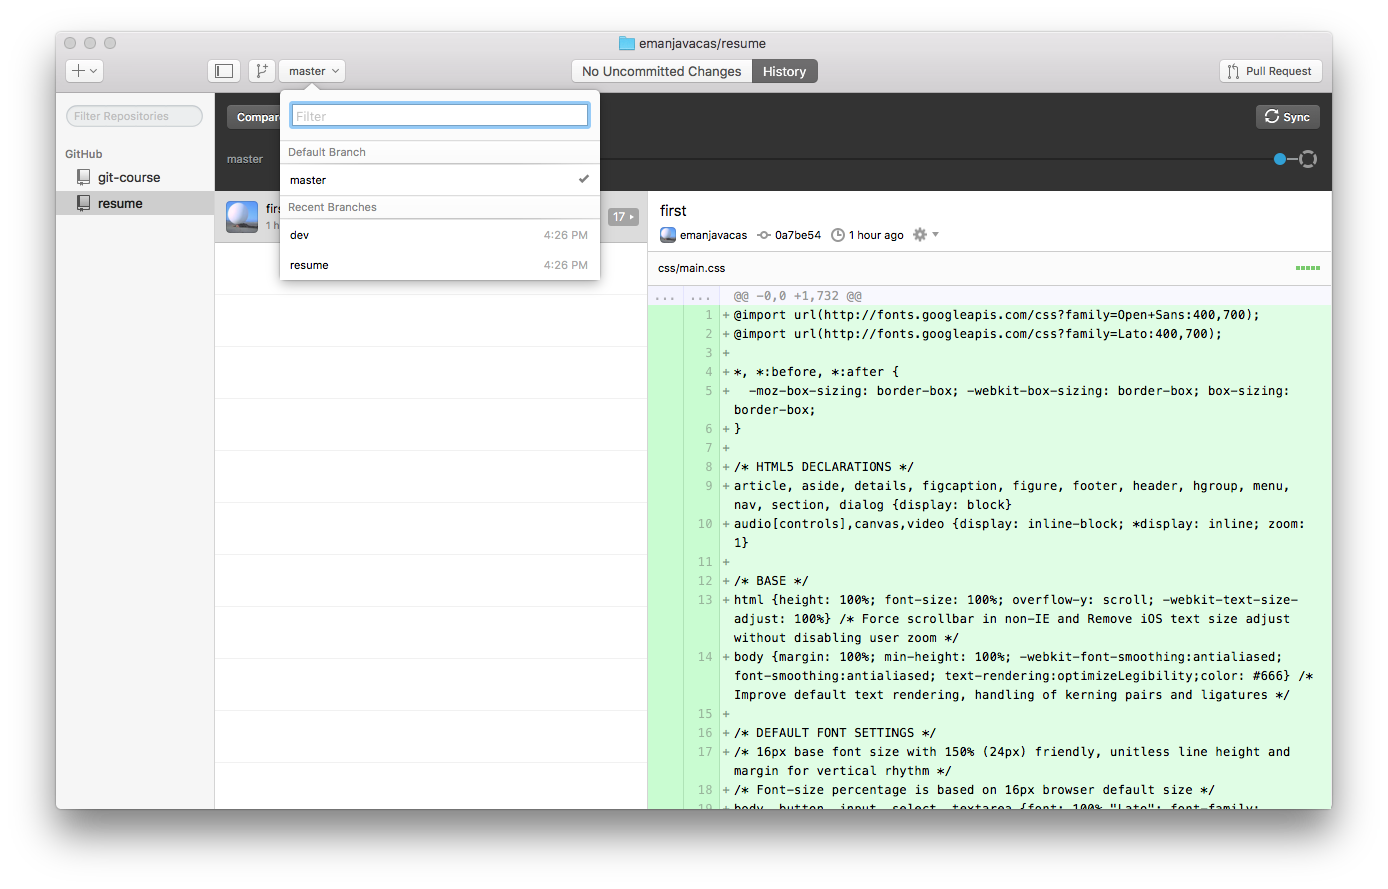 emanjavacas/resume
master
No Uncommitted Changes
History
Pull Request
Filter Repositories
GitHub
git-course
resume
Sync
master
Filter
Default Branch
master
Recent Branches
dev 4:26 PM
resume 4:26 PM
17
first
emanjavacas 0a7be54 1 hour ago
css/main.css
... ... @@ -0,0 +1,732 @@
1 +@import url(http://fonts.googleapis.com/css?family=Open+Sans:400,700);
2 +@import url(http://fonts.googleapis.com/css?family=Lato:400,700);
3 +
4 +*, *:before, *:after {
5 + -moz-box-sizing: border-box; -webkit-box-sizing: border-box; box-sizing:
border-box;
6 +}
7 +
8 +/* HTML5 DECLARATIONS */
9 +article, aside, details, figcaption, figure, footer, header, hgroup, menu,
nav, section, dialog {display: block}
10 +audio[controls],canvas,video {display: inline-block; *display: inline; zoom:
1}
11 +
12 +/* BASE */
13 +html {height: 100%; font-size: 100%; overflow-y: scroll; -webkit-text-size-
adjust: 100%} /* Force scrollbar in non-IE and Remove iOS text size adjust
without disabling user zoom */
14 +body {margin: 100%; min-height: 100%; -webkit-font-smoothing:antialiased;
font-smoothing:antialiased; text-rendering:optimizeLegibility;color: #666} /*
Improve default text rendering, handling of kerning pairs and ligatures */
15 +
16 +/* DEFAULT FONT SETTINGS */
17 +/* 16px base font size with 150% (24px) friendly, unitless line height and
margin for vertical rhythm */
18 +/* Font-size percentage is based on 16px browser default size */
19 +body, button, input, select, textarea {font: 100% "Lato"; font-family: